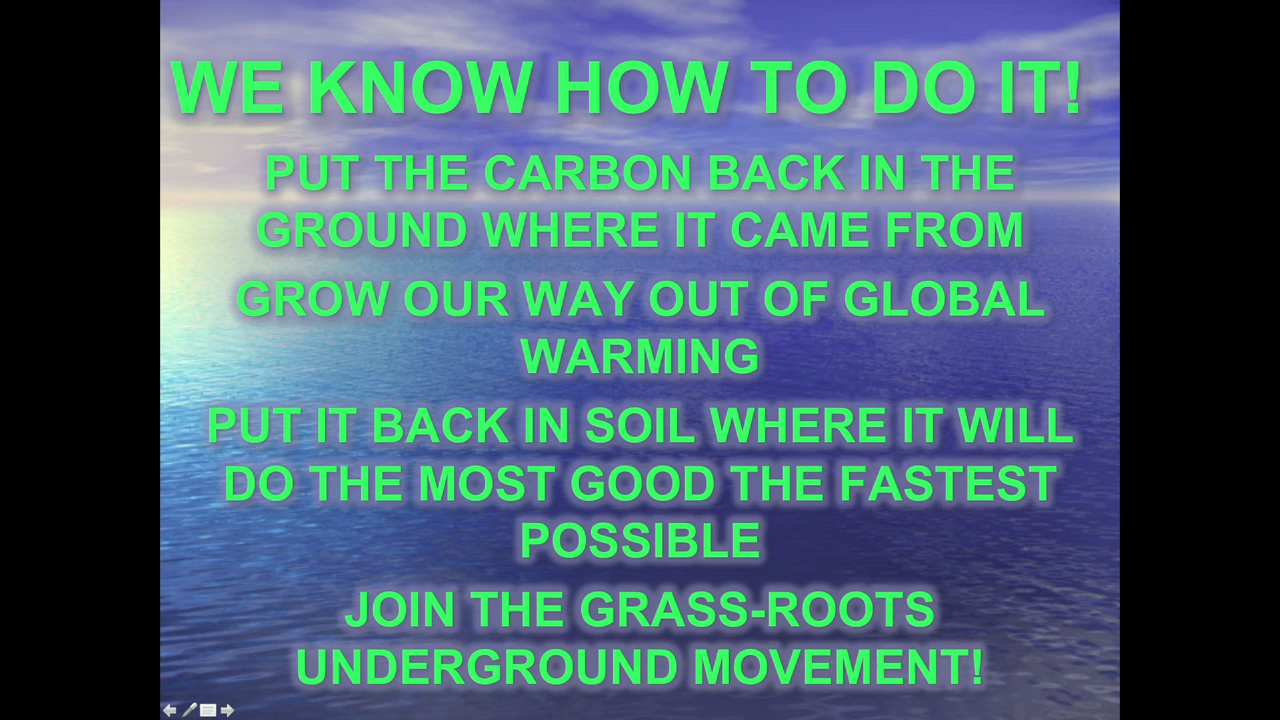 WE KNOW HOW TO DO IT!
PUT THE CARBON BACK IN THE
GROUND WHERE IT CAME FROM
GROW OUR WAY OUT OF GLOBAL
WARMING
PUT IT BACK IN SOIL WHERE IT WILL
DO THE MOST GOOD THE FASTEST
POSSIBLE
JOIN THE GRASS-ROOTS
UNDERGROUND MOVEMENT!